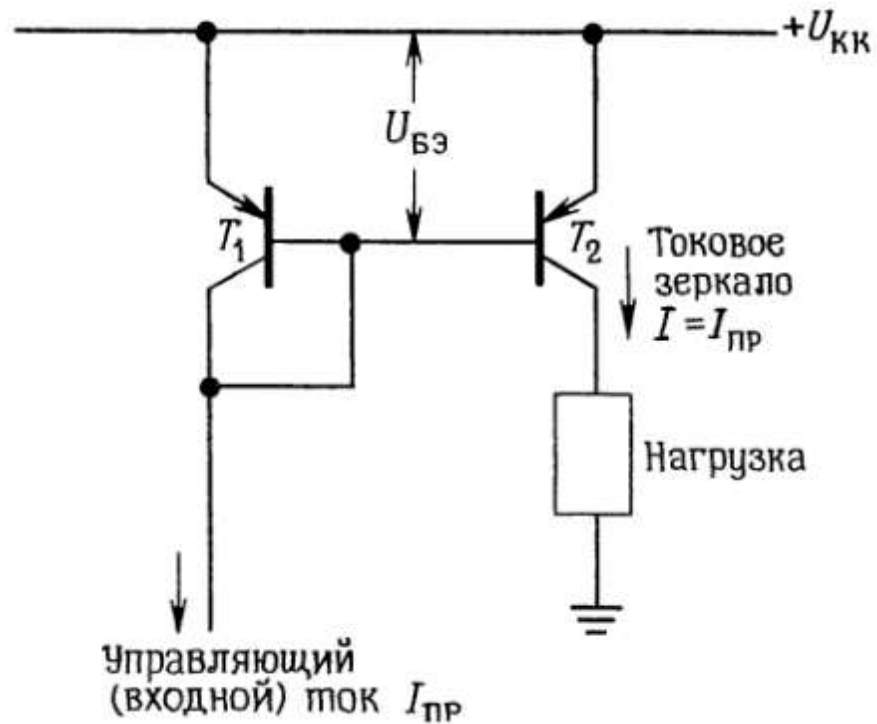 +U_КК
U_БЭ
T_1
T_2
Токовое
зеркало
I = I_ПР
Нагрузка
Управляющий
(входной) ток I_ПР